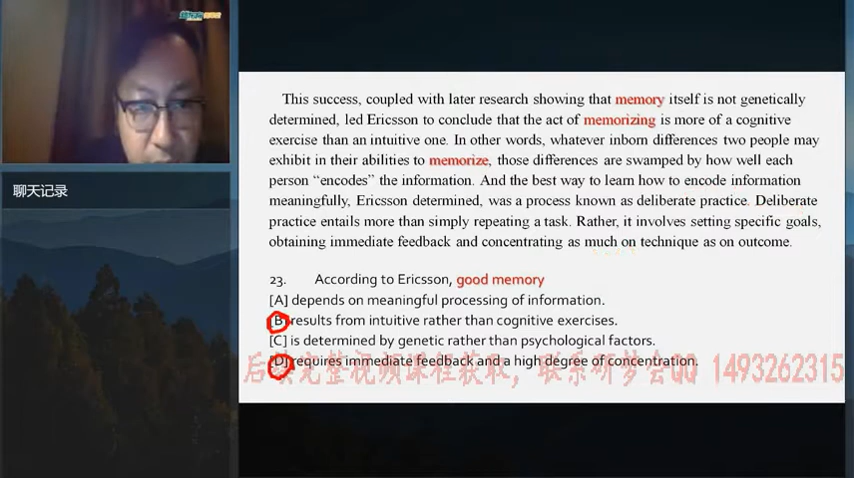 聊天记录
This success, coupled with later research showing that memory itself is not genetically
determined, led Ericsson to conclude that the act of memorizing is more of a cognitive
exercise than an intuitive one. In other words, whatever inborn differences two people may
exhibit in their abilities to memorize, those differences are swamped by how well each
person “encodes” the information. And the best way to learn how to encode information
meaningfully, Ericsson determined, was a process known as deliberate practice. Deliberate
practice entails more than simply repeating a task. Rather, it involves setting specific goals,
obtaining immediate feedback and concentrating as much on technique as on outcome.
23. According to Ericsson, good memory
[A] depends on meaningful processing of information.
[B] results from intuitive rather than cognitive exercises.
[C] is determined by genetic rather than psychological factors.
[D] requires immediate feedback and a high degree of concentration.
后续完整视频课程获取，联系研梦会QQ 1493262315